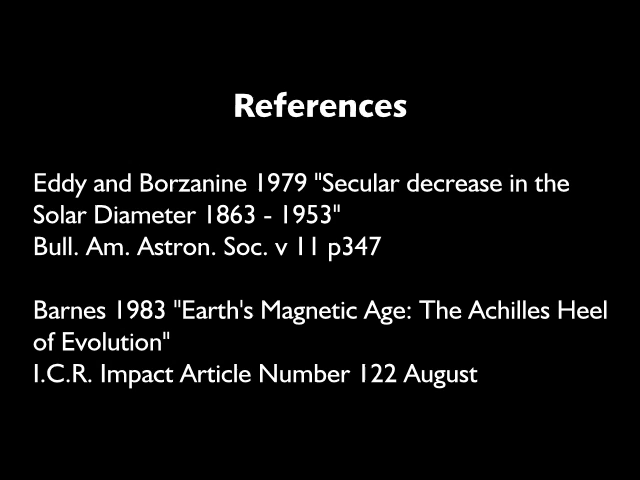 References
Eddy and Borzanine 1979 "Secular decrease in the
Solar Diameter 1863 - 1953"
Bull. Am. Astron. Soc. v 11 p347
Barnes 1983 "Earth's Magnetic Age: The Achilles Heel
of Evolution"
I.C.R. Impact Article Number 122 August